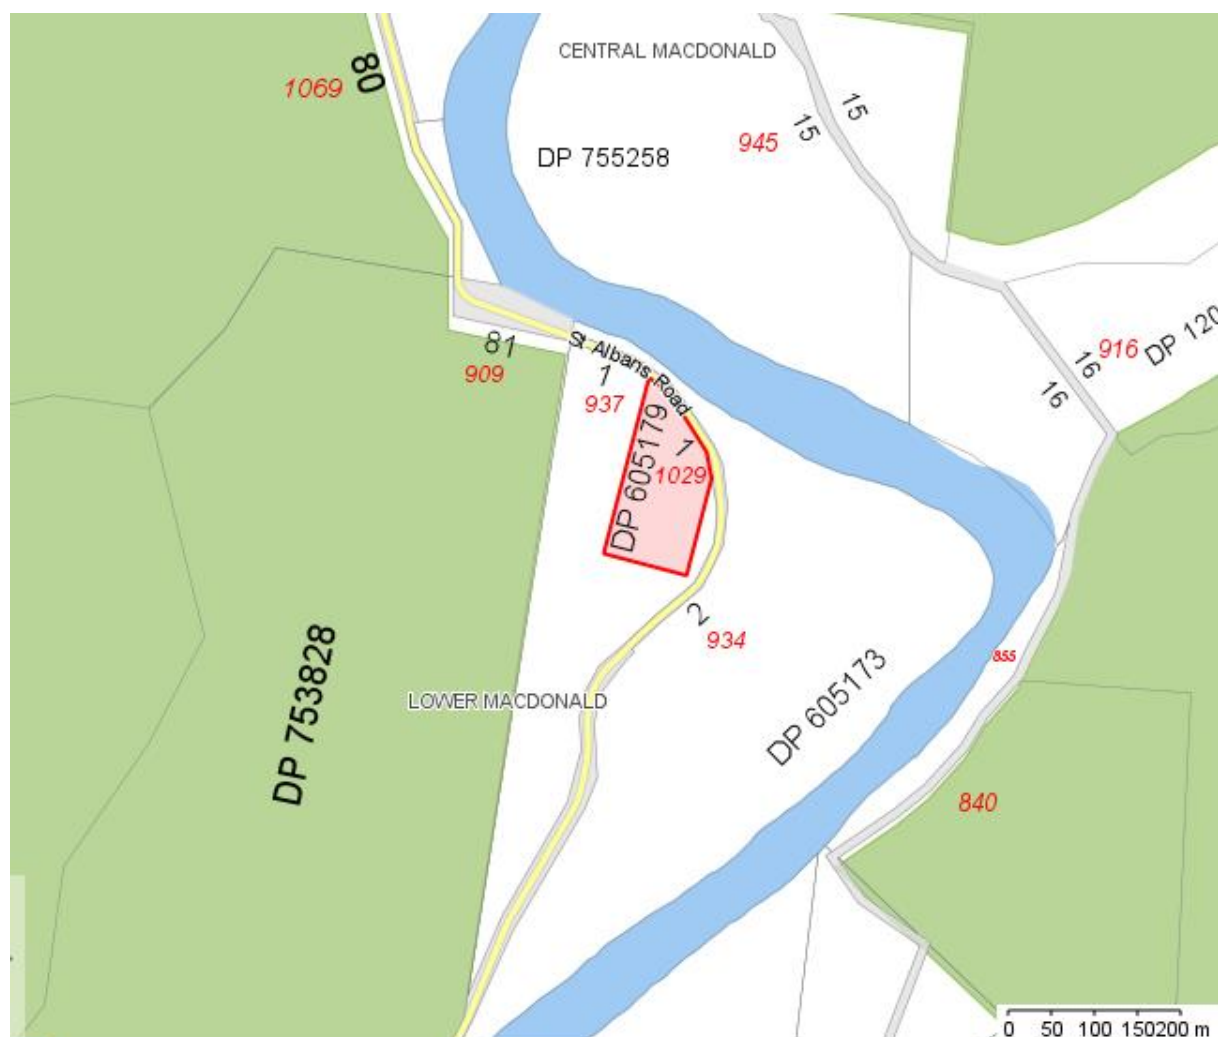 CENTRAL MACDONALD
80
1069
15
15
945
DP 755258
St Albans Road
81
909
1
937
16
916
DP 120
16
DP 605179
1
1029
2
934
855
DP 753828
LOWER MACDONALD
DP 605173
840
0 50 100 150200 m